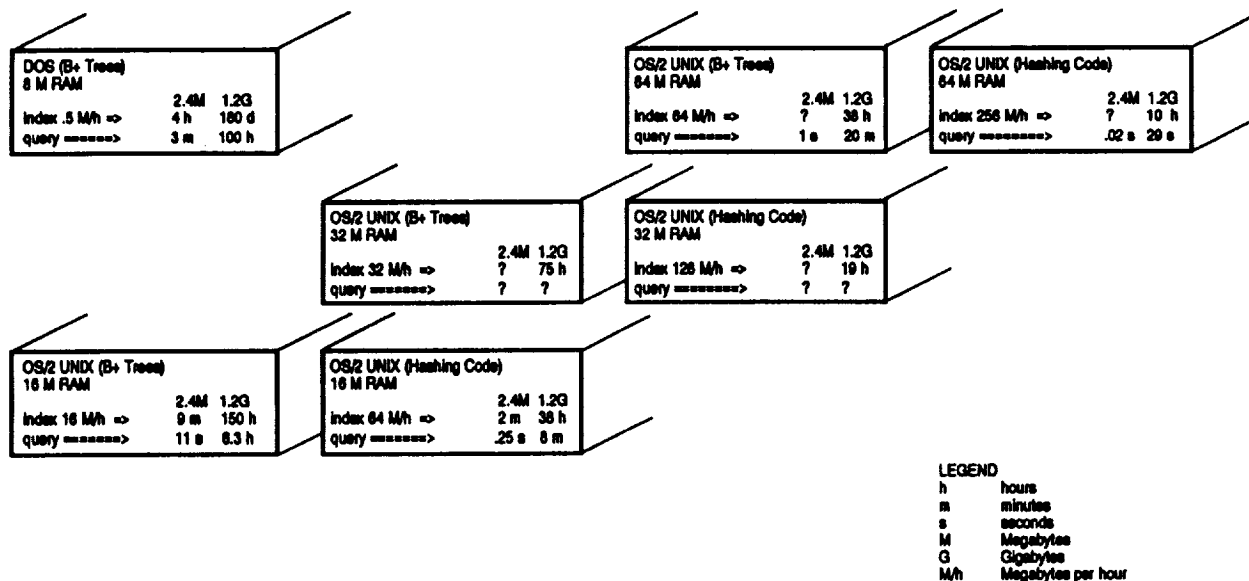 DOS (B+ Trees)
8 M RAM
2.4M 1.2G
index .5 M/h => 4 h 180 d
query ======> 3 m 100 h
OS/2 UNIX (B+ Trees)
64 M RAM
2.4M 1.2G
index 64 M/h => ? 38 h
query =======> 1 s 20 m
OS/2 UNIX (Hashing Code)
64 M RAM
2.4M 1.2G
index 256 M/h => ? 10 h
query =======> .02 s 29 s
OS/2 UNIX (B+ Trees)
32 M RAM
2.4M 1.2G
index 32 M/h => ? 75 h
query =======> ? ?
OS/2 UNIX (Hashing Code)
32 M RAM
2.4M 1.2G
index 128 M/h => ? 19 h
query =======> ? ?
OS/2 UNIX (B+ Trees)
16 M RAM
2.4M 1.2G
index 16 M/h => 9 m 150 h
query =======> 11 s 8.3 h
OS/2 UNIX (Hashing Code)
16 M RAM
2.4M 1.2G
index 64 M/h => 2 m 38 h
query =======> .25 s 8 m
LEGEND
h hours
m minutes
s seconds
M Megabytes
G Gigabytes
M/h Megabytes per hour